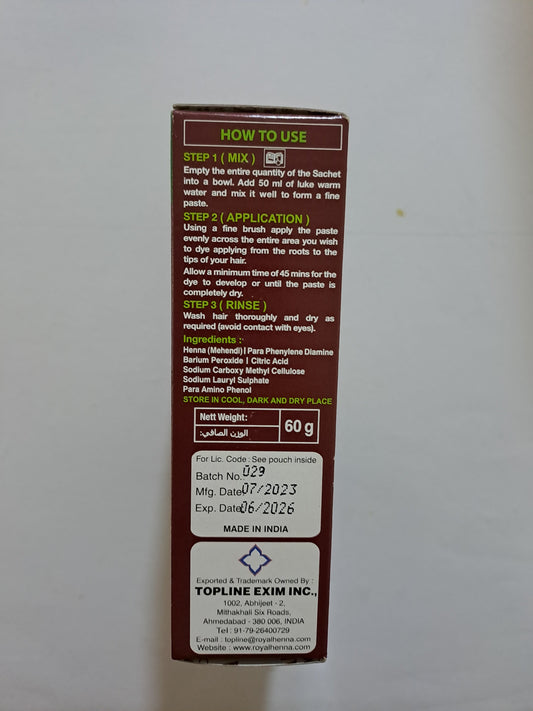 HOW TO USE
STEP 1 ( MIX )
Empty the entire quantity of the Sachet
into a bowl. Add 50 ml of luke warm
water and mix it well to form a fine
paste.
STEP 2 ( APPLICATION )
Using a fine brush apply the paste
evenly across the entire area you wish
to dye applying from the roots to the
tips of your hair.
Allow a minimum time of 45 mins for the
dye to develop or until the paste is
completely dry.
STEP 3 ( RINSE )
Wash hair thoroughly and dry as
required (avoid contact with eyes).
Ingredients :
Henna (Mehendi) | Para Phenylene Diamine
Barium Peroxide | Citric Acid
Sodium Carboxy Methyl Cellulose
Sodium Lauryl Sulphate
Para Amino Phenol
STORE IN COOL, DARK AND DRY PLACE
Nett Weight:
الوزن الصافي:
60 g
For Lic. Code : See pouch inside
Batch No. 029
Mfg. Date 07/2023
Exp. Date 06/2026
MADE IN INDIA
Exported & Trademark Owned By :
TOPLINE EXIM INC.,
1002, Abhijeet - 2,
Mithakhali Six Roads,
Ahmedabad - 380 006, INDIA
Tel : 91-79-26400729
E-mail : topline@royalhenna.com
Website : www.royalhenna.com